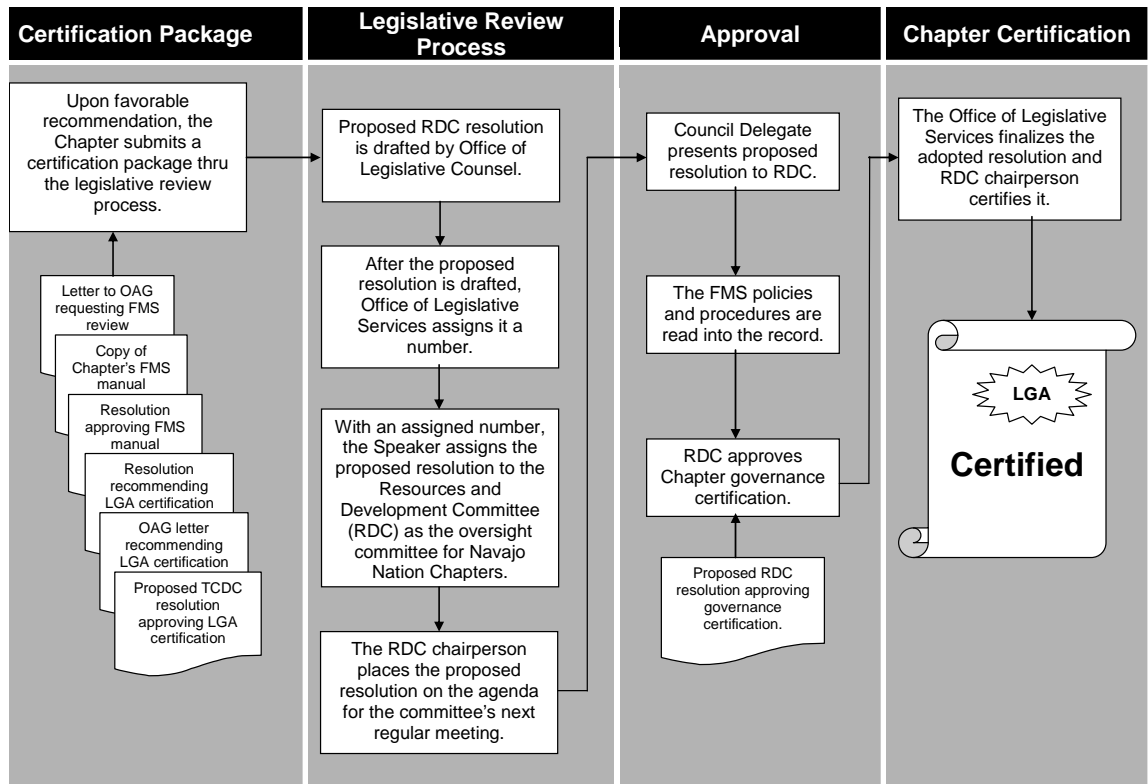 Certification Package
Legislative Review
Process
Approval
Chapter Certification
Upon favorable
recommendation, the
Chapter submits a
certification package thru
the legislative review
process.
Letter to OAG
requesting FMS
review
Copy of
Chapter's FMS
manual
Resolution
approving FMS
manual
Resolution
recommending
LGA certification
OAG letter
recommending
LGA certification
Proposed TCDC
resolution
approving LGA
certification
Proposed RDC resolution
is drafted by Office of
Legislative Counsel.
After the proposed
resolution is drafted,
Office of Legislative
Services assigns it a
number.
With an assigned number,
the Speaker assigns the
proposed resolution to the
Resources and
Development Committee
(RDC) as the oversight
committee for Navajo
Nation Chapters.
The RDC chairperson
places the proposed
resolution on the agenda
for the committee's next
regular meeting.
Council Delegate
presents proposed
resolution to RDC.
The FMS policies
and procedures are
read into the record.
RDC approves
Chapter governance
certification.
Proposed RDC
resolution approving
governance
certification.
The Office of Legislative
Services finalizes the
adopted resolution and
RDC chairperson
certifies it.
LGA
Certified